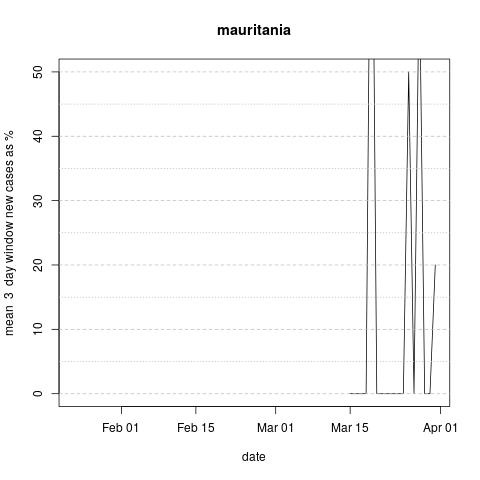 mauritania
mean 3 day window new cases as %
50
40
30
20
10
0
Feb 01
Feb 15
Mar 01
Mar 15
Apr 01
date